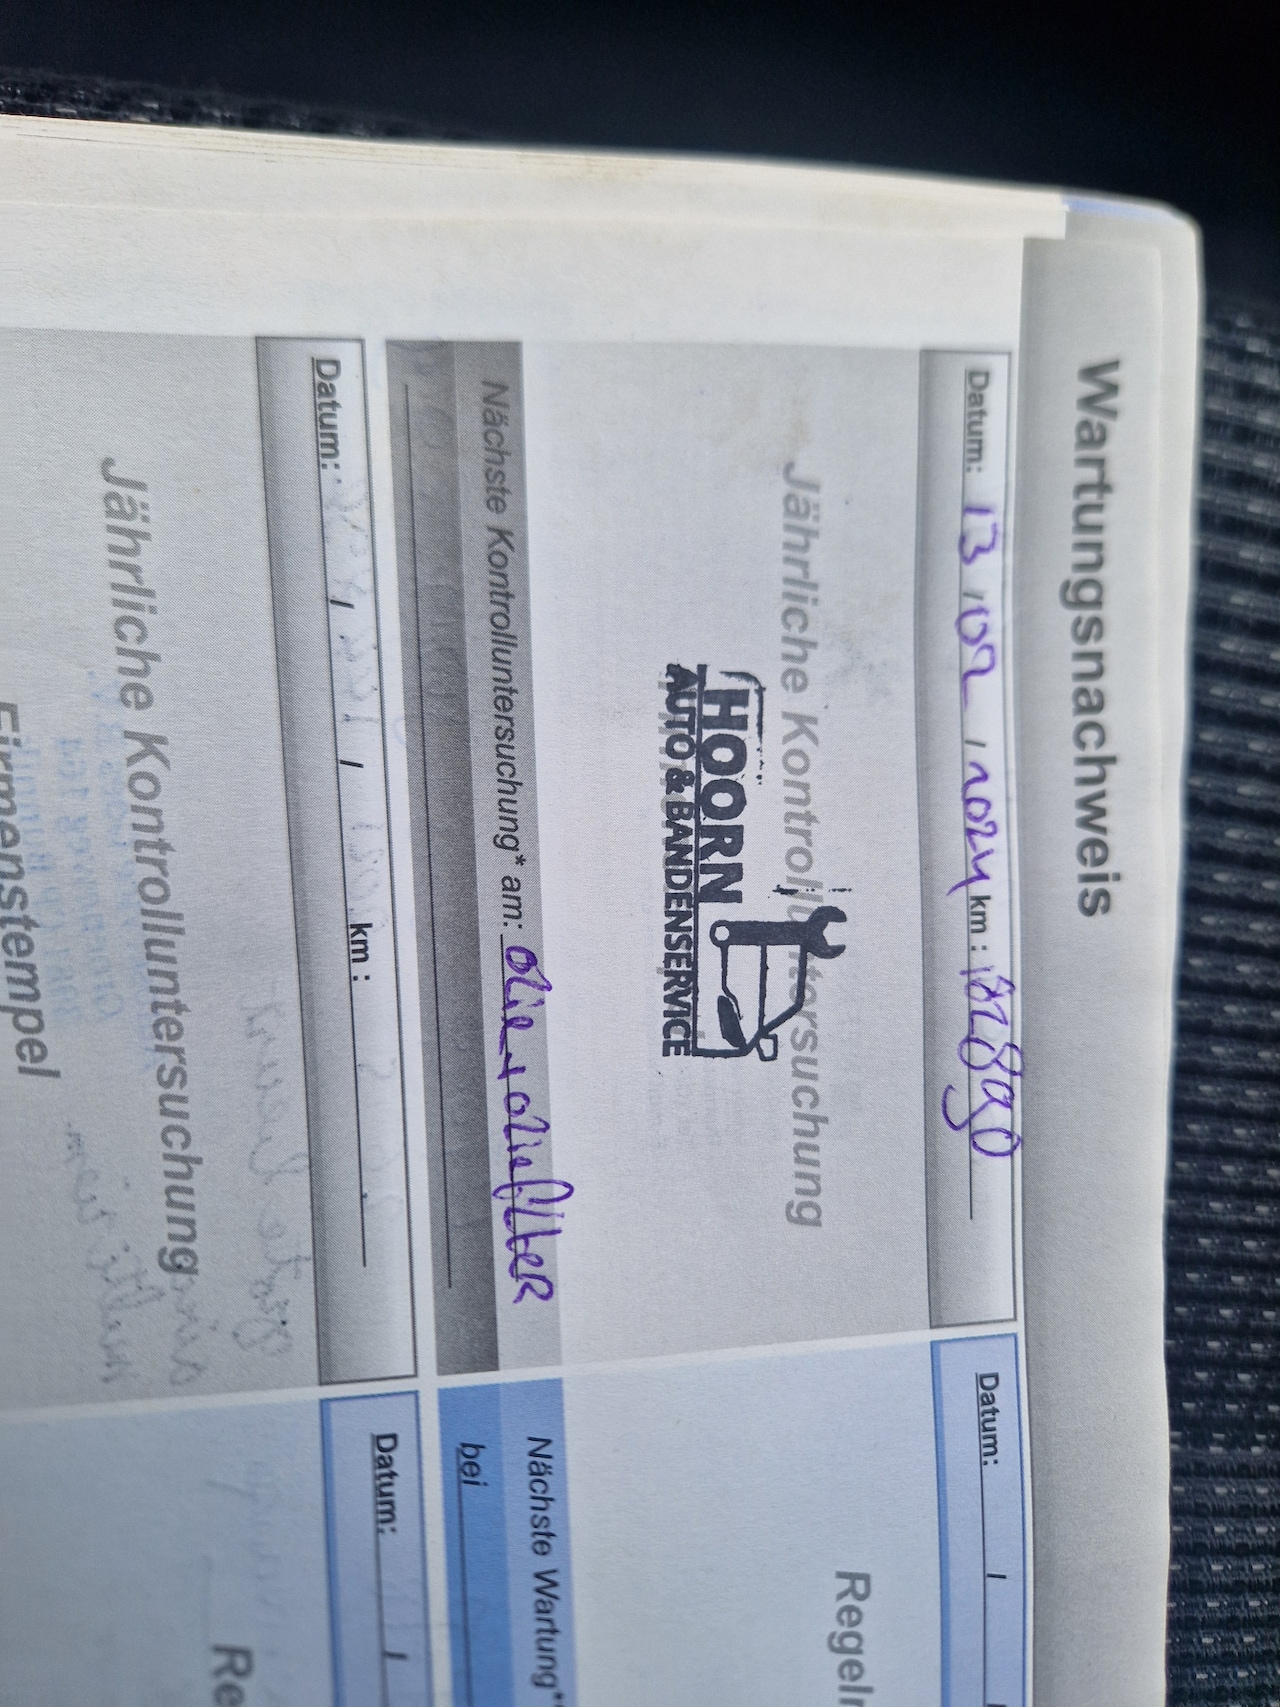 Wartungsnachweis
Datum: 13 / 02 / 2024 km : 182890
Jährliche Kontrolluntersuchung
HOORN
AUTO & BANDENSERVICE
Nächste Kontrolluntersuchung* am: olie + oliefilter
Datum: / / km :
Jährliche Kontrolluntersuchung
Firmenstempel
Datum: /
Regel
Nächste Wartung*
bei
Datum: /
Re